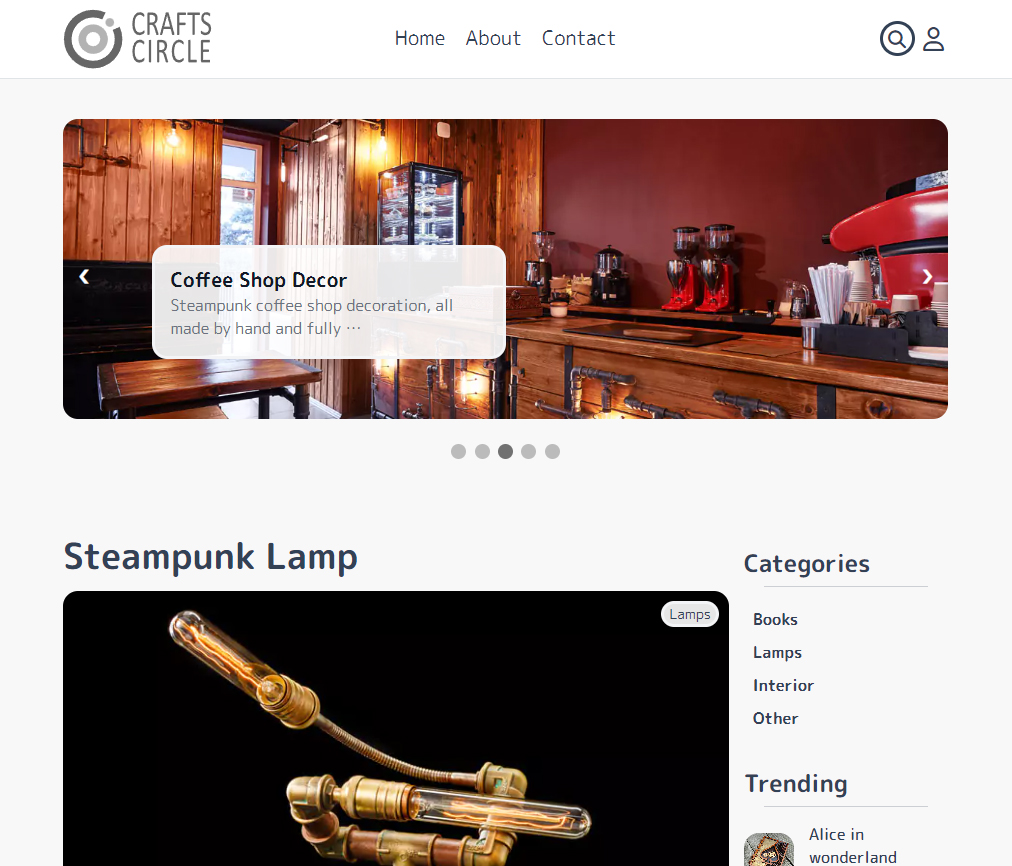 CRAFTS
CIRCLE
Home About Contact
Coffee Shop Decor
Steampunk coffee shop decoration, all
made by hand and fully ⋯
Steampunk Lamp
Lamps
Categories
Books
Lamps
Interior
Other
Trending
Alice in
wonderland